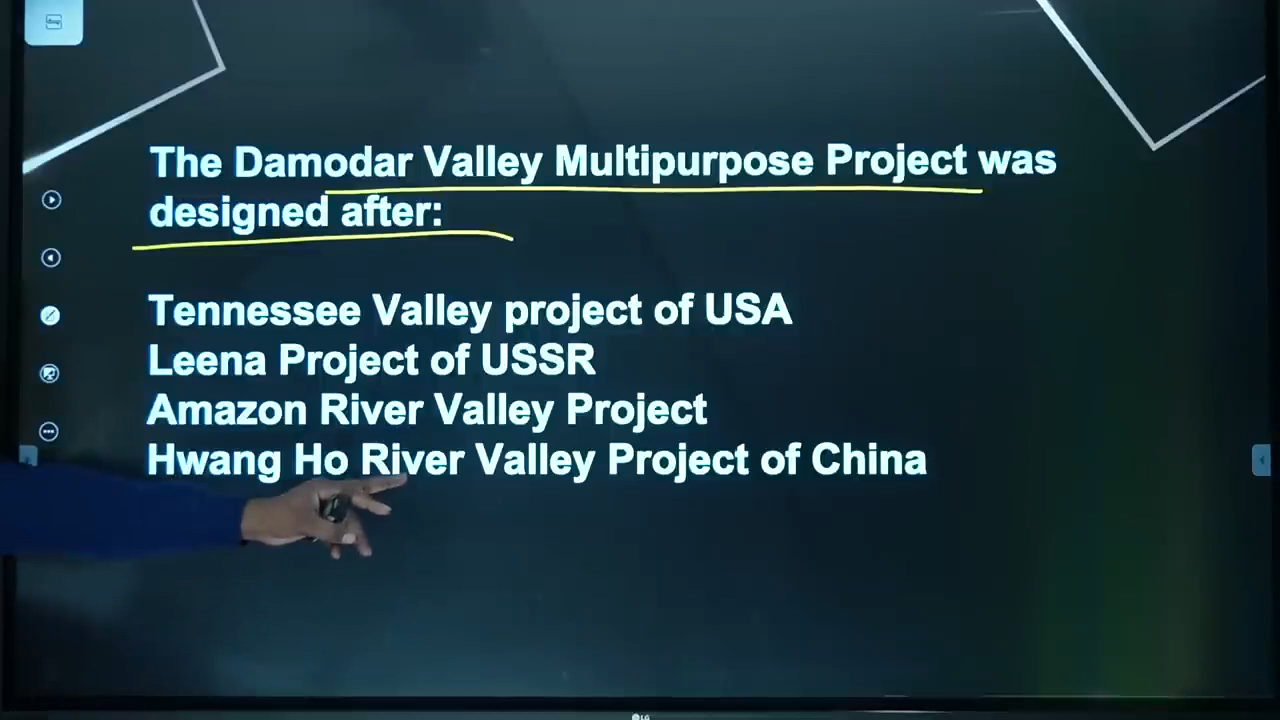 The Damodar Valley Multipurpose Project was
designed after:
Tennessee Valley project of USA
Leena Project of USSR
Amazon River Valley Project
Hwang Ho River Valley Project of China
LG